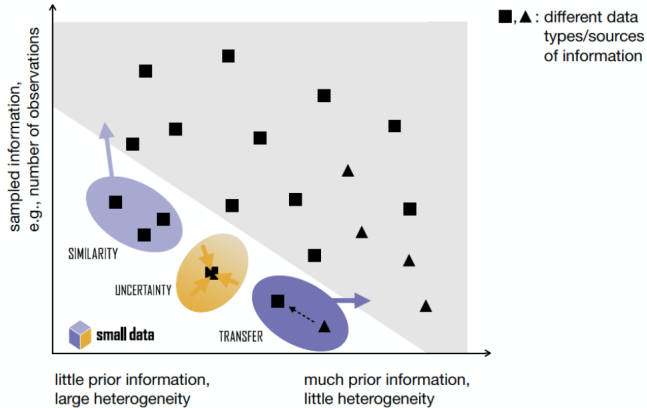 ■,▲: different data
types/sources
of information
sampled information,
e.g., number of observations
SIMILARITY
UNCERTAINTY
TRANSFER
small data
little prior information,
large heterogeneity
much prior information,
little heterogeneity